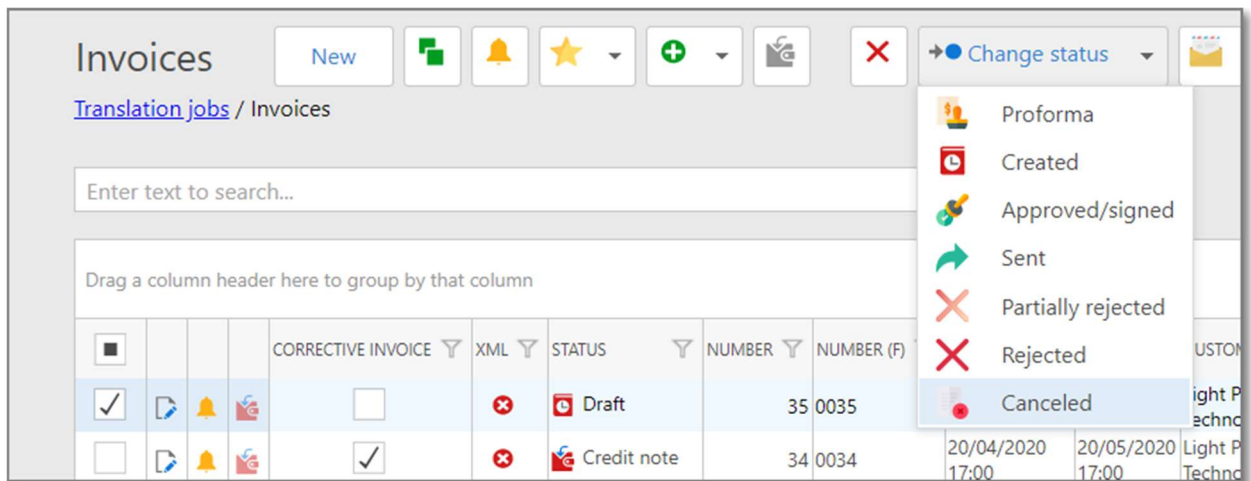 Invoices
New
Change status
Translation jobs / Invoices
Proforma
Created
Approved/signed
Sent
Partially rejected
Rejected
Canceled
Enter text to search...
Drag a column header here to group by that column
CORRECTIVE INVOICE XML STATUS NUMBER NUMBER (F)
Draft 35 0035
Credit note 34 0034 20/04/2020 20/05/2020 Light P
17:00 17:00